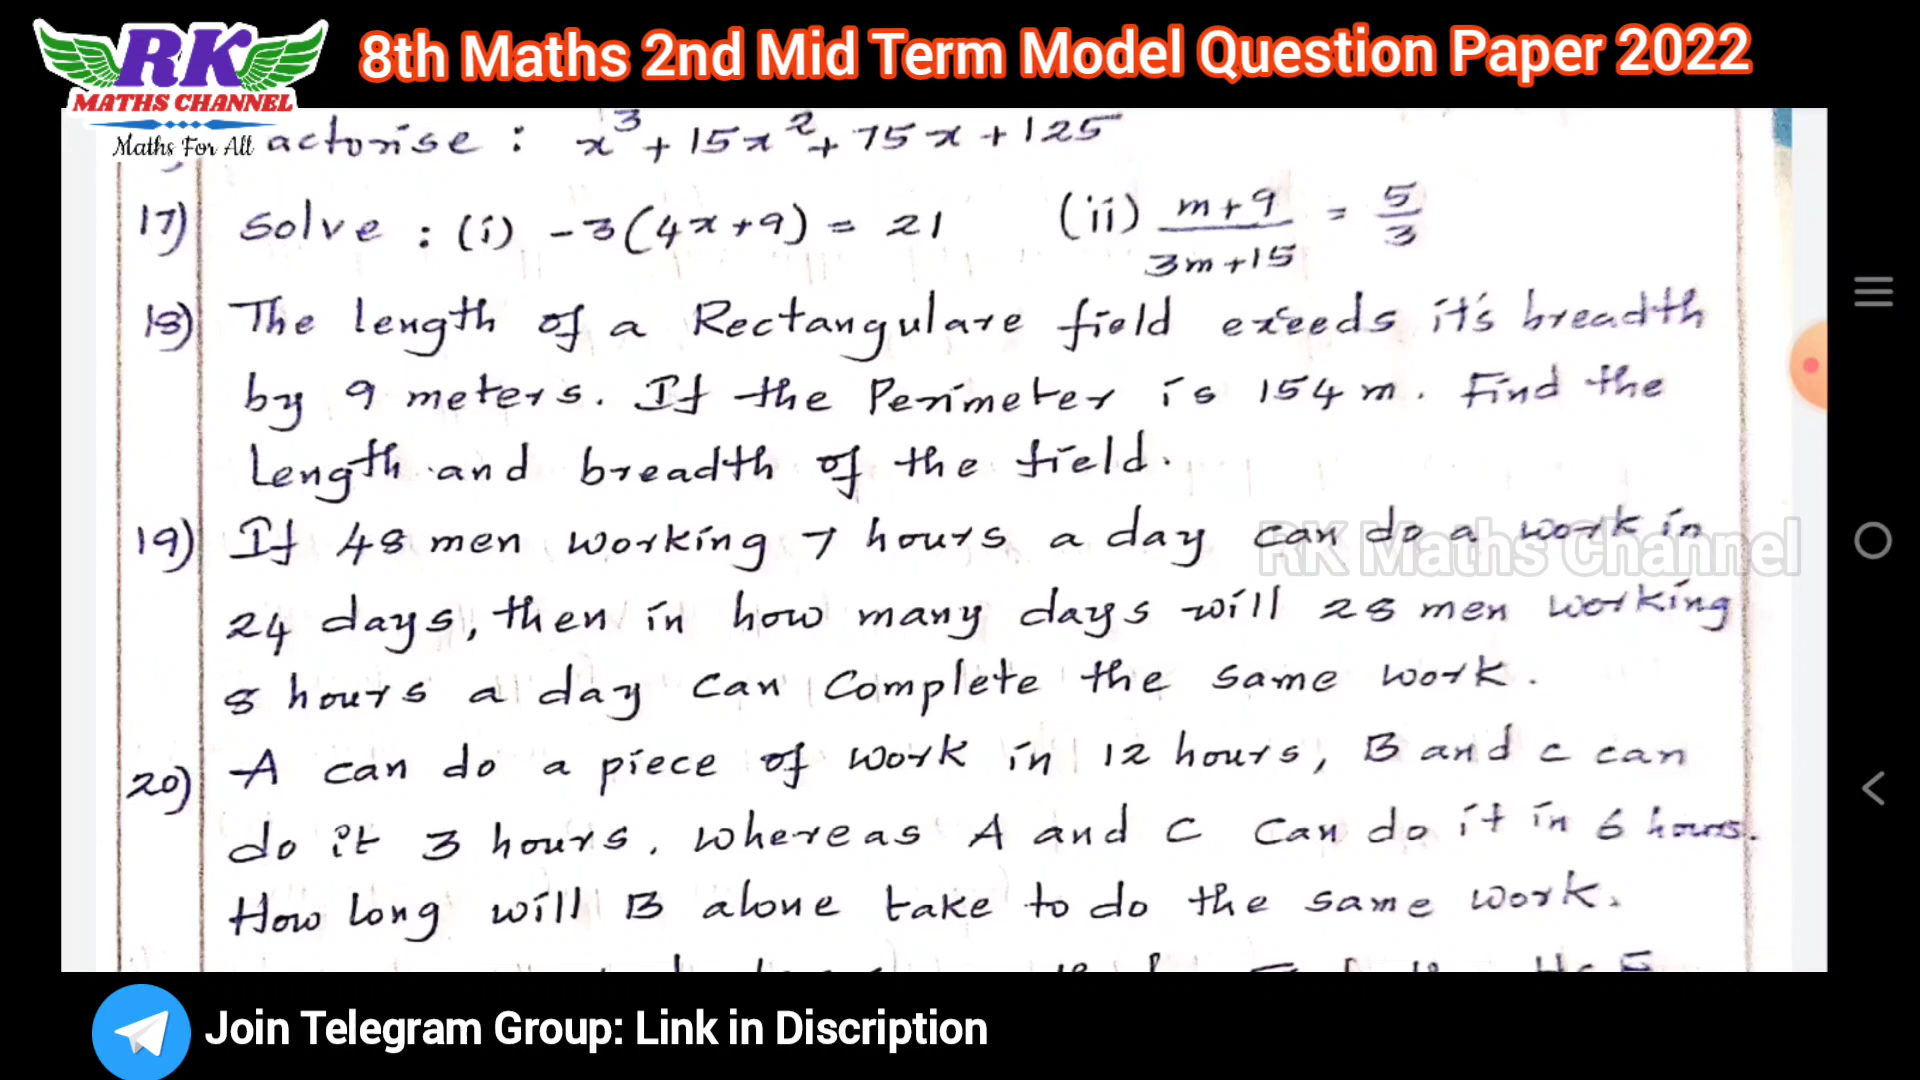 RK
MATHS CHANNEL
Maths For All
8th Maths 2nd Mid Term Model Question Paper 2022
actorise : x³ + 15x² + 75x + 125
17) Solve : (i) -3(4x+9) = 21 (ii) m+9/3m+15 = 5/3
18) The length of a Rectangulare field exeeds it's breadth
by 9 meters. If the Perimeter is 154 m. Find the
Length and breadth of the field.
19) If 48 men working 7 hours a day can do a work in
RK Maths Channel
24 days, then in how many days will 28 men working
8 hours a day can Complete the same work.
20) A can do a piece of work in 12 hours, B and c can
do it 3 hours. whereas A and C can do it in 6 hours.
How long will B alone take to do the same work.
Join Telegram Group: Link in Discription